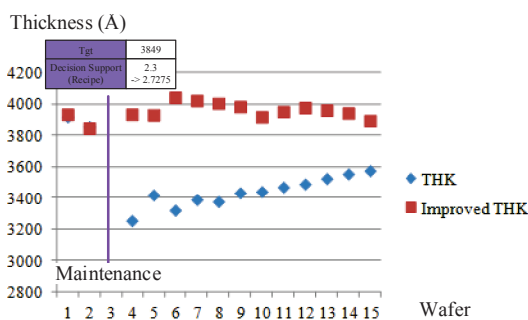 Thickness (Å)
Tgt 3849
Decision Support 2.3
(Recipe) -> 2.7275
4200
4000
3800
3600
3400
3200
3000
2800
Maintenance
THK
Improved THK
1 2 3 4 5 6 7 8 9 10 11 12 13 14 15 Wafer